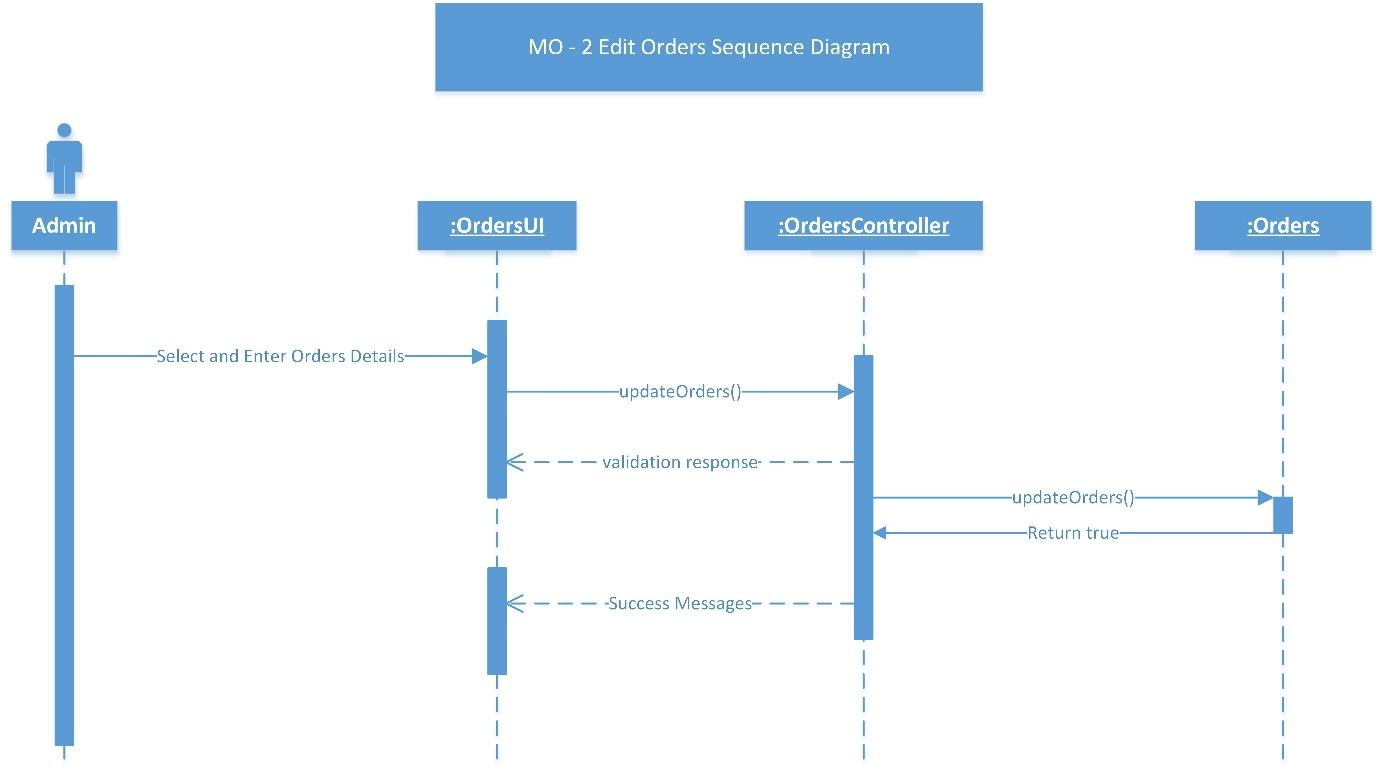 MO - 2 Edit Orders Sequence Diagram
Admin
:OrdersUI
:OrdersController
:Orders
Select and Enter Orders Details
updateOrders()
validation response
updateOrders()
Return true
Success Messages